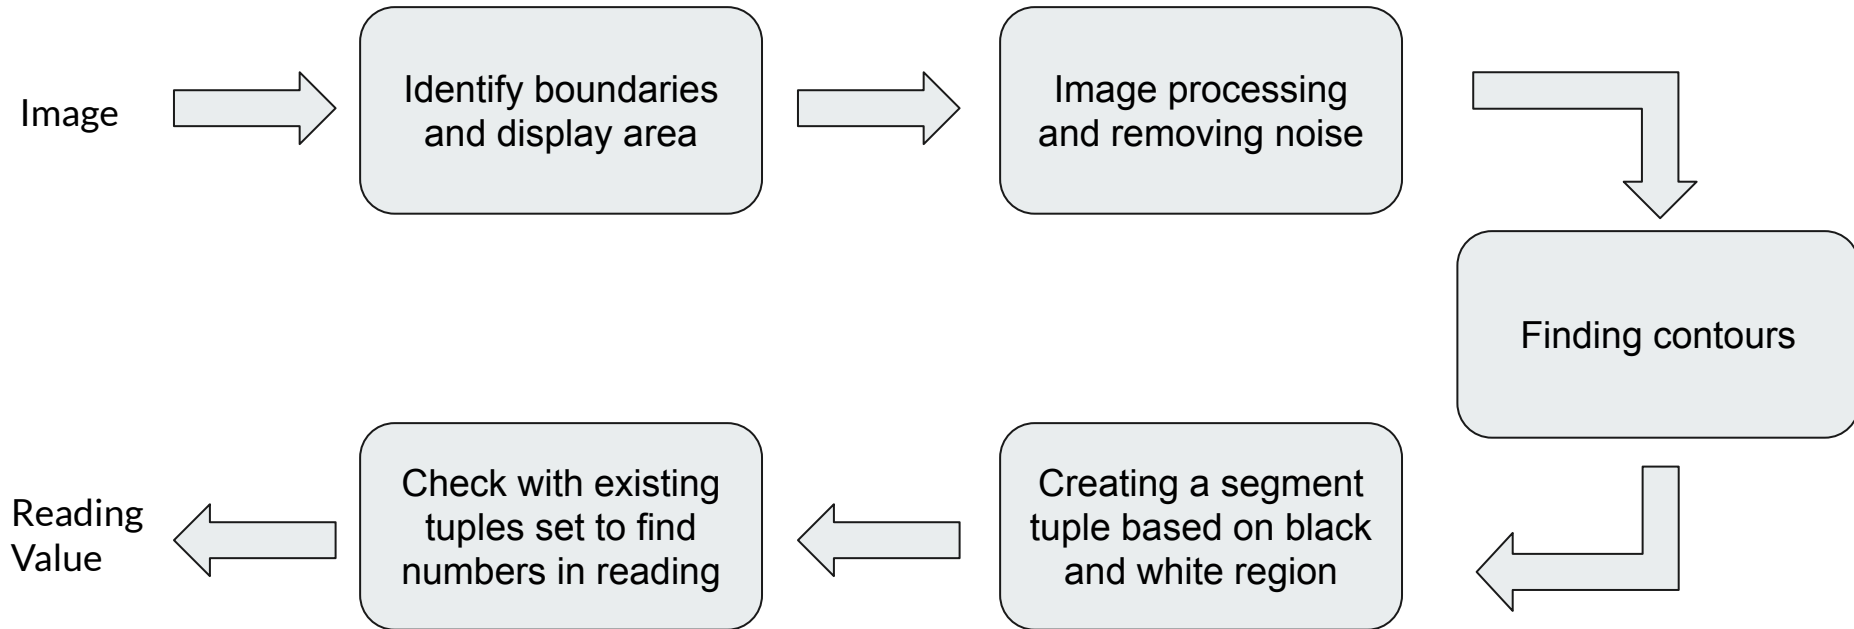 Image
Identify boundaries
and display area
Image processing
and removing noise
Finding contours
Creating a segment
tuple based on black
and white region
Check with existing
tuples set to find
numbers in reading
Reading
Value